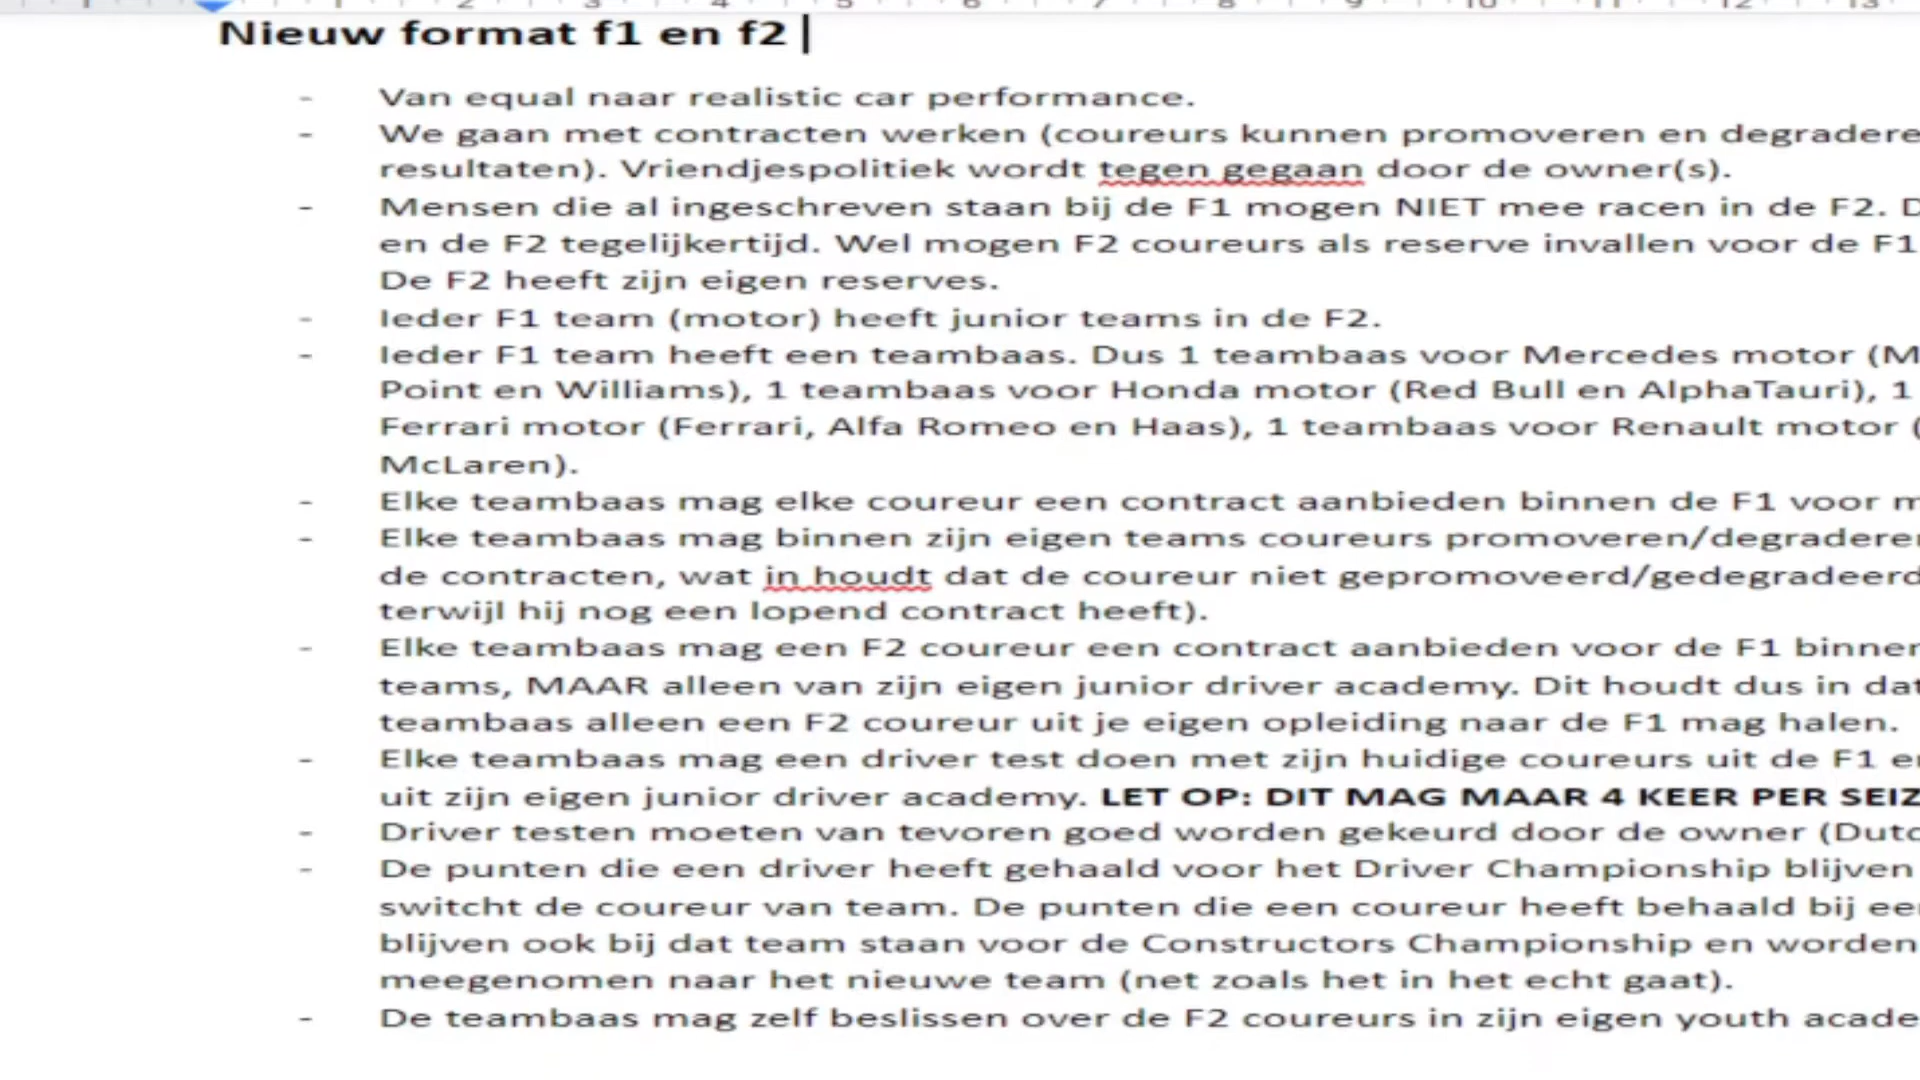 Nieuw format f1 en f2
- Van equal naar realistic car performance.
- We gaan met contracten werken (coureurs kunnen promoveren en degradere
resultaten). Vriendjespolitiek wordt tegen gegaan door de owner(s).
- Mensen die al ingeschreven staan bij de F1 mogen NIET mee racen in de F2. D
en de F2 tegelijkertijd. Wel mogen F2 coureurs als reserve invallen voor de F1
De F2 heeft zijn eigen reserves.
- Ieder F1 team (motor) heeft junior teams in de F2.
- Ieder F1 team heeft een teambaas. Dus 1 teambaas voor Mercedes motor (M
Point en Williams), 1 teambaas voor Honda motor (Red Bull en AlphaTauri), 1
Ferrari motor (Ferrari, Alfa Romeo en Haas), 1 teambaas voor Renault motor (
McLaren).
- Elke teambaas mag elke coureur een contract aanbieden binnen de F1 voor m
- Elke teambaas mag binnen zijn eigen teams coureurs promoveren/degraderen
de contracten, wat in houdt dat de coureur niet gepromoveerd/gedegradeerd
terwijl hij nog een lopend contract heeft).
- Elke teambaas mag een F2 coureur een contract aanbieden voor de F1 binnen
teams, MAAR alleen van zijn eigen junior driver academy. Dit houdt dus in dat
teambaas alleen een F2 coureur uit je eigen opleiding naar de F1 mag halen.
- Elke teambaas mag een driver test doen met zijn huidige coureurs uit de F1 en
uit zijn eigen junior driver academy. LET OP: DIT MAG MAAR 4 KEER PER SEIZ
- Driver testen moeten van tevoren goed worden gekeurd door de owner (Dutc
- De punten die een driver heeft gehaald voor het Driver Championship blijven
switcht de coureur van team. De punten die een coureur heeft behaald bij een
blijven ook bij dat team staan voor de Constructors Championship en worden
meegenomen naar het nieuwe team (net zoals het in het echt gaat).
- De teambaas mag zelf beslissen over de F2 coureurs in zijn eigen youth acade